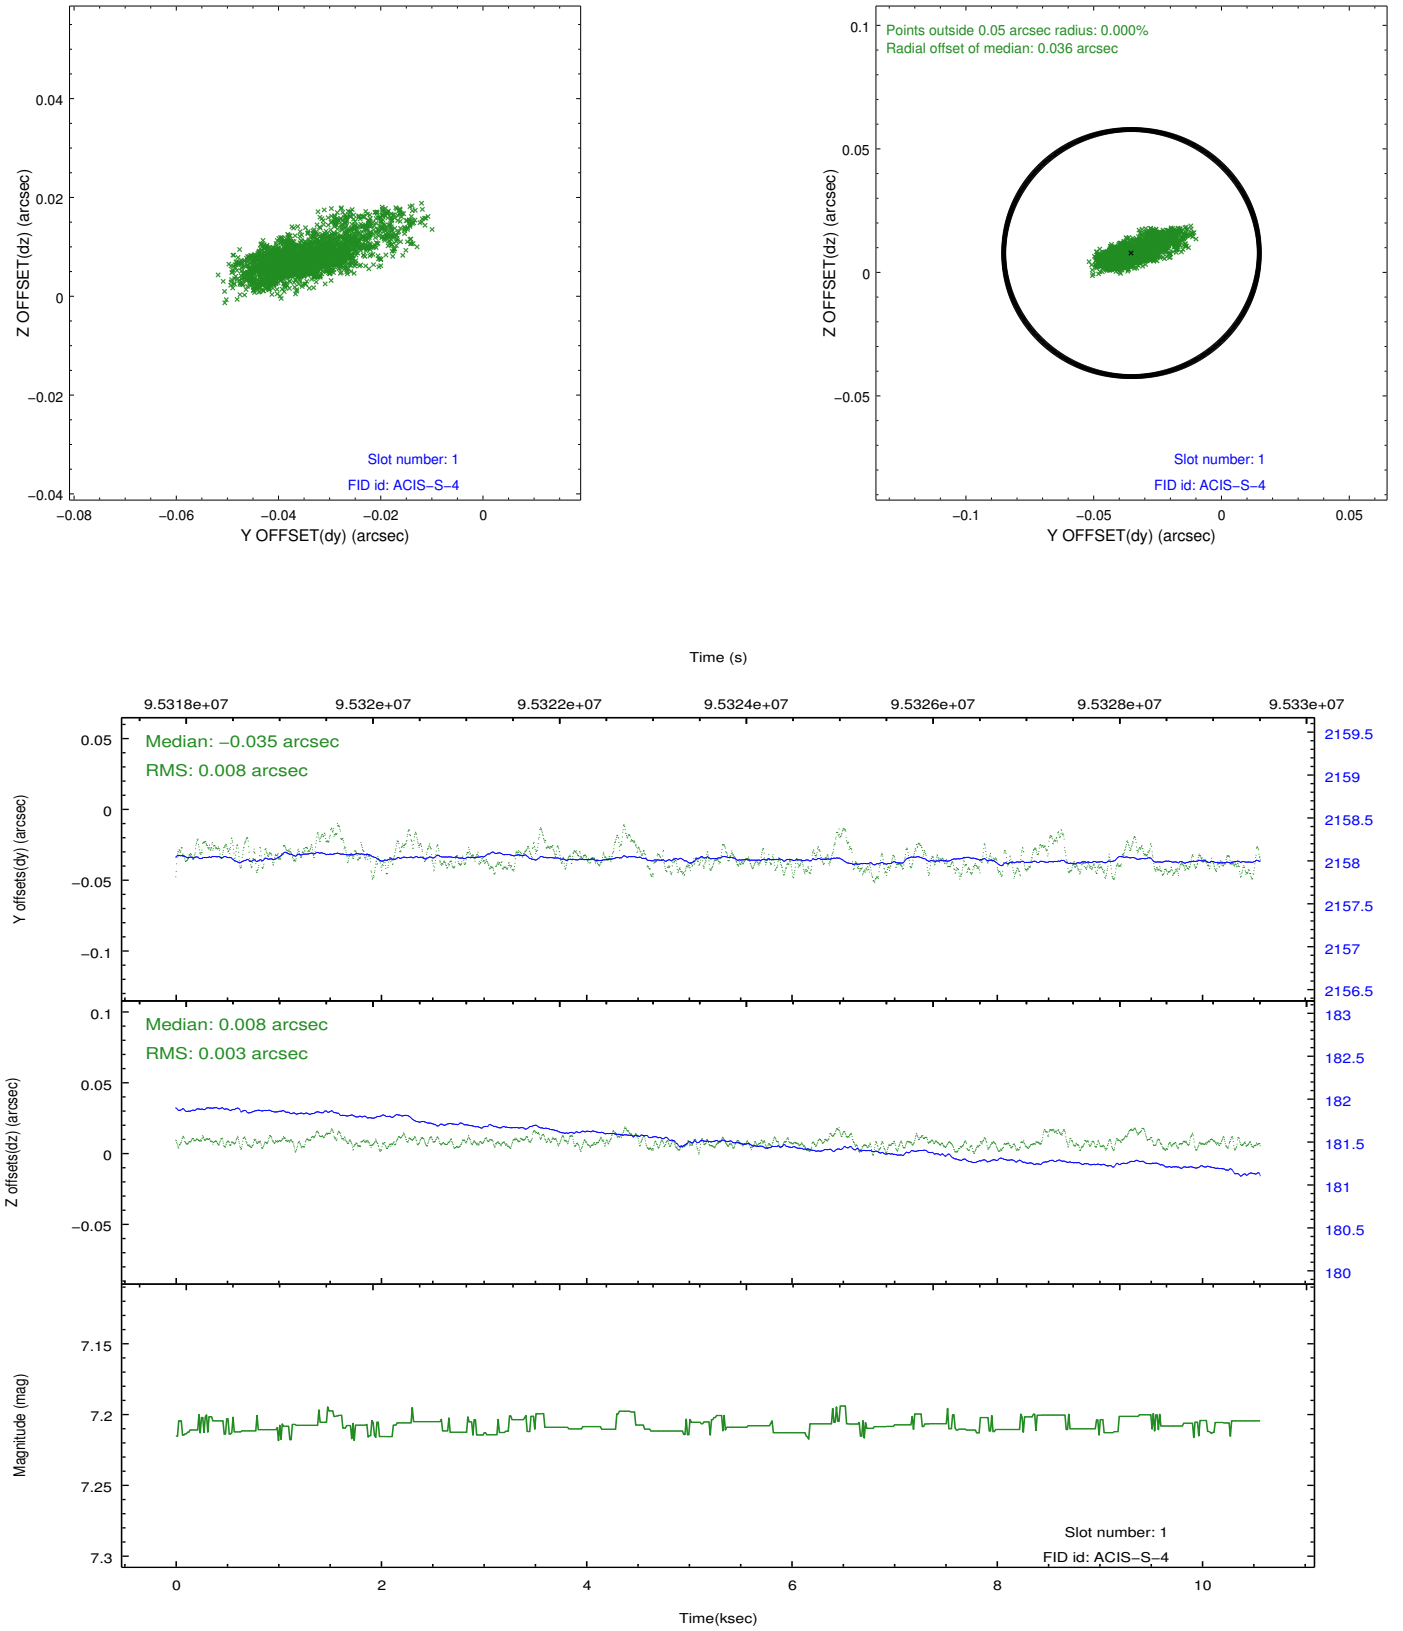 0.04
0.02
0
−0.02
−0.04
Z OFFSET(dz) (arcsec)
Slot number: 1
FID id: ACIS−S−4
−0.08 −0.06 −0.04 −0.02 0
Y OFFSET(dy) (arcsec)
Points outside 0.05 arcsec radius: 0.000%
Radial offset of median: 0.036 arcsec
0.1
0.05
0
−0.05
Z OFFSET(dz) (arcsec)
Slot number: 1
FID id: ACIS−S−4
−0.1 −0.05 0 0.05
Y OFFSET(dy) (arcsec)
Time (s)
9.5318e+07 9.532e+07 9.5322e+07 9.5324e+07 9.5326e+07 9.5328e+07 9.533e+07
Median: −0.035 arcsec
RMS: 0.008 arcsec
0.05
0
−0.05
−0.1
Y offsets(dy) (arcsec)
2159.5
2159
2158.5
2158
2157.5
2157
2156.5
Median: 0.008 arcsec
RMS: 0.003 arcsec
0.1
0.05
0
−0.05
Z offsets(dz) (arcsec)
183
182.5
182
181.5
181
180.5
180
7.15
7.2
7.25
7.3
Magnitude (mag)
Slot number: 1
FID id: ACIS−S−4
0 2 4 6 8 10
Time(ksec)